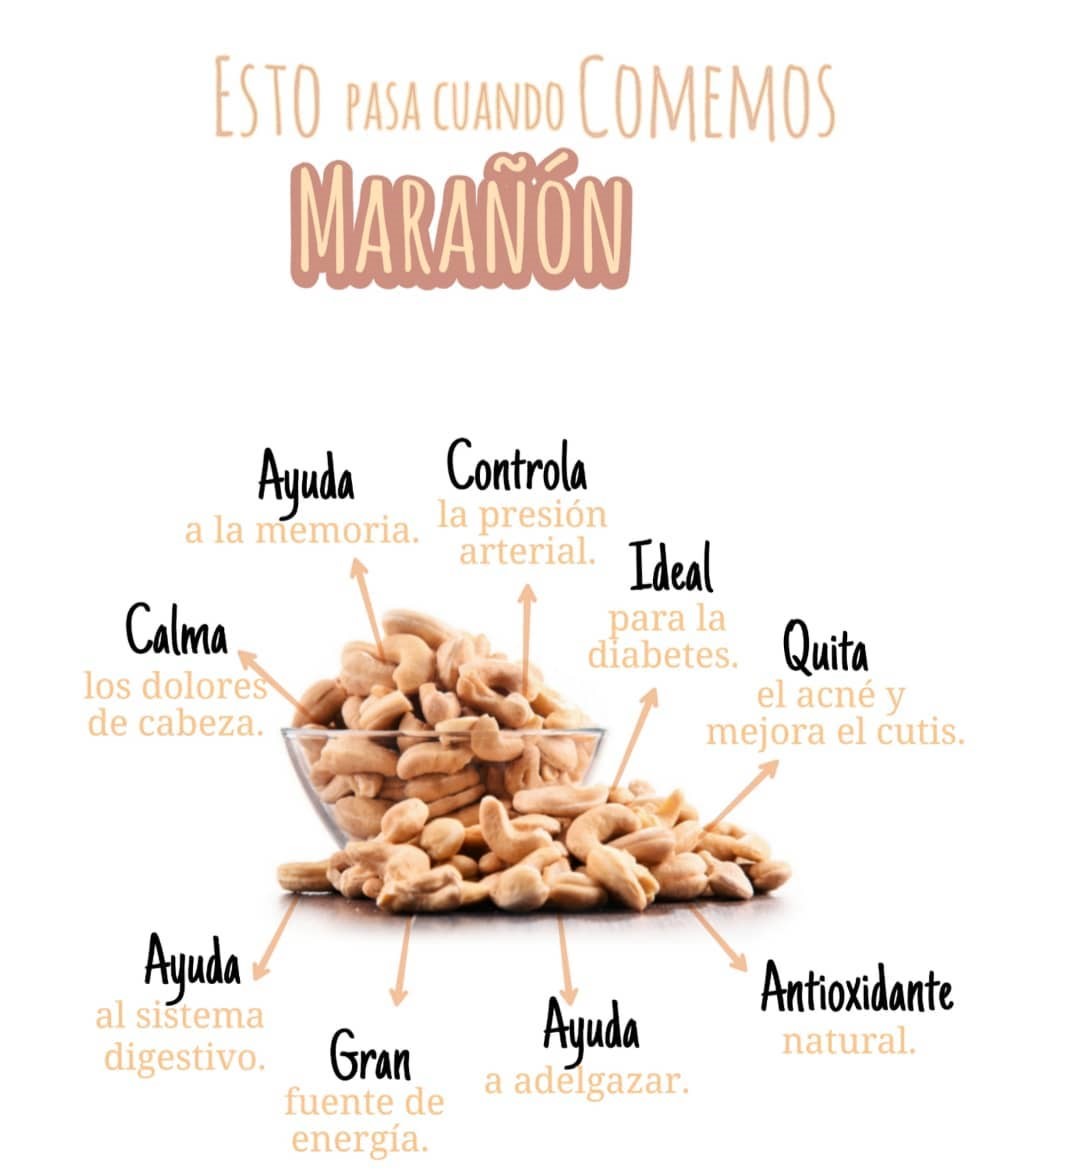 ESTO PASA CUANDO COMEMOS
MARAÑÓN
Ayuda
a la memoria.
Controla
la presión
arterial.
Ideal
para la
diabetes.
Quita
el acné y
mejora el cutis.
Calma
los dolores
de cabeza.
Ayuda
al sistema
digestivo.
Gran
fuente de
energía.
Ayuda
a adelgazar.
Antioxidante
natural.